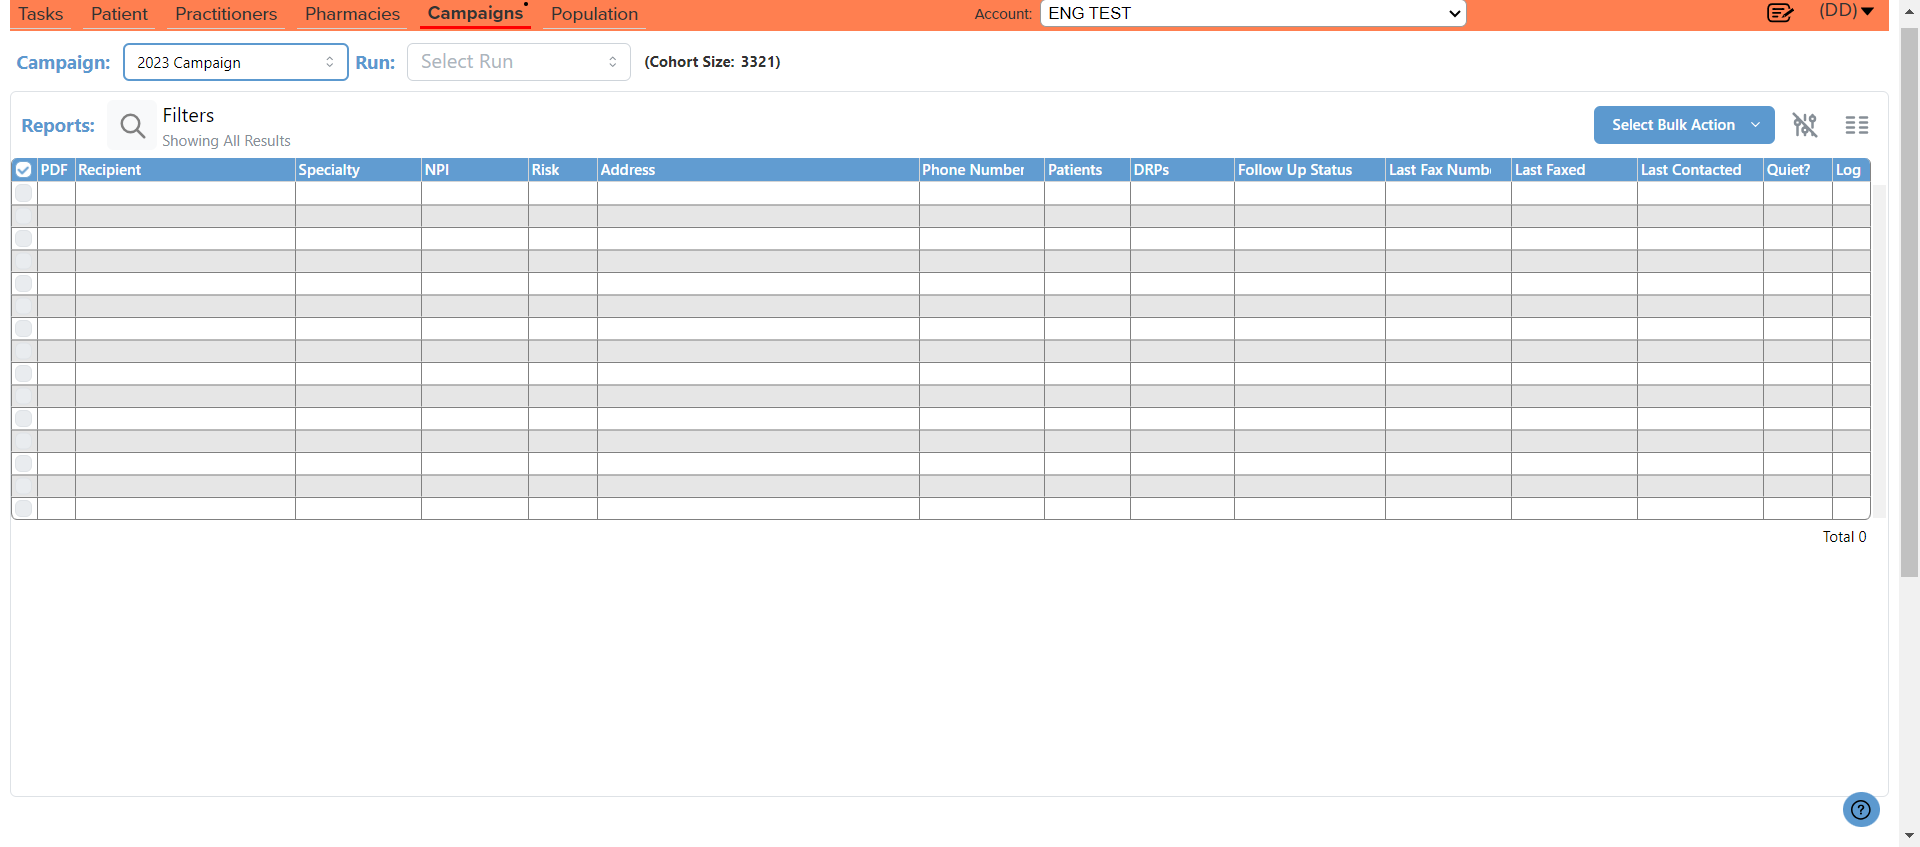 Tasks Patient Practitioners Pharmacies Campaigns Population Account: ENG TEST (DD)
Campaign: 2023 Campaign Run: Select Run (Cohort Size: 3321)
Reports: Filters
Showing All Results
Select Bulk Action
PDF Recipient Specialty NPI Risk Address Phone Number Patients DRPs Follow Up Status Last Fax Numb Last Faxed Last Contacted Quiet? Log
Total 0
?